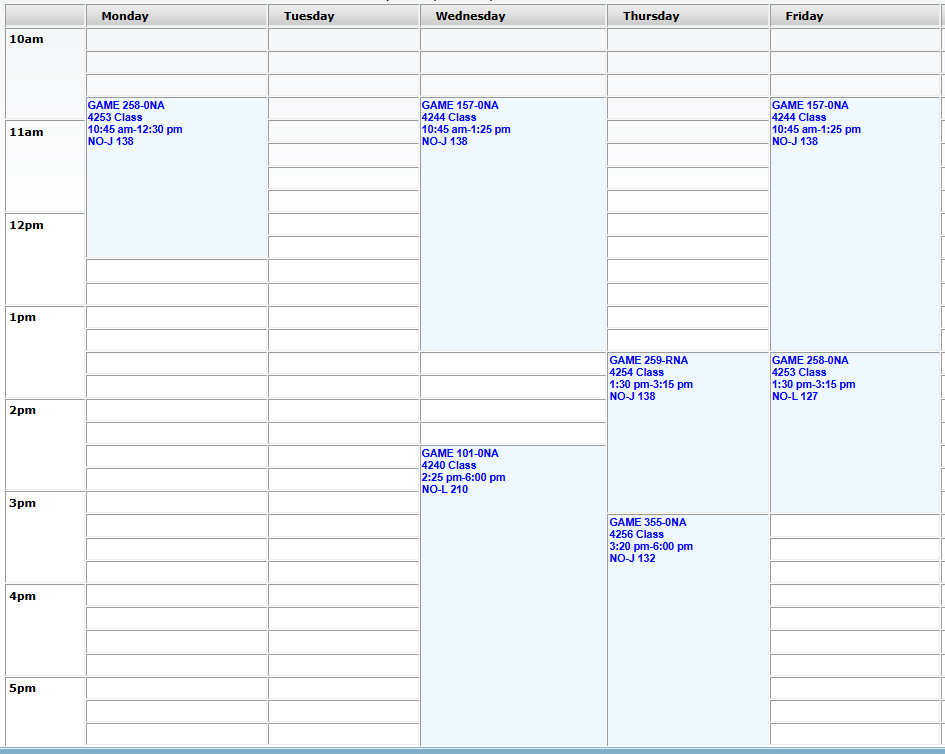 Monday Tuesday Wednesday Thursday Friday
10am
GAME 258-0NA
4253 Class
10:45 am-12:30 pm
NO-J 138
GAME 157-0NA
4244 Class
10:45 am-1:25 pm
NO-J 138
GAME 157-0NA
4244 Class
10:45 am-1:25 pm
NO-J 138
11am
12pm
1pm
GAME 259-RNA
4254 Class
1:30 pm-3:15 pm
NO-J 138
GAME 258-0NA
4253 Class
1:30 pm-3:15 pm
NO-L 127
2pm
GAME 101-0NA
4240 Class
2:25 pm-6:00 pm
NO-L 210
3pm
GAME 355-0NA
4256 Class
3:20 pm-6:00 pm
NO-J 132
4pm
5pm